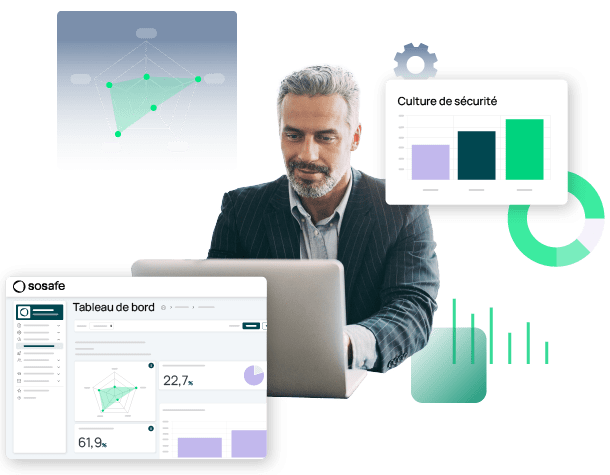 Culture de sécurité
sosafe
Tableau de bord
22,7%
61,9%